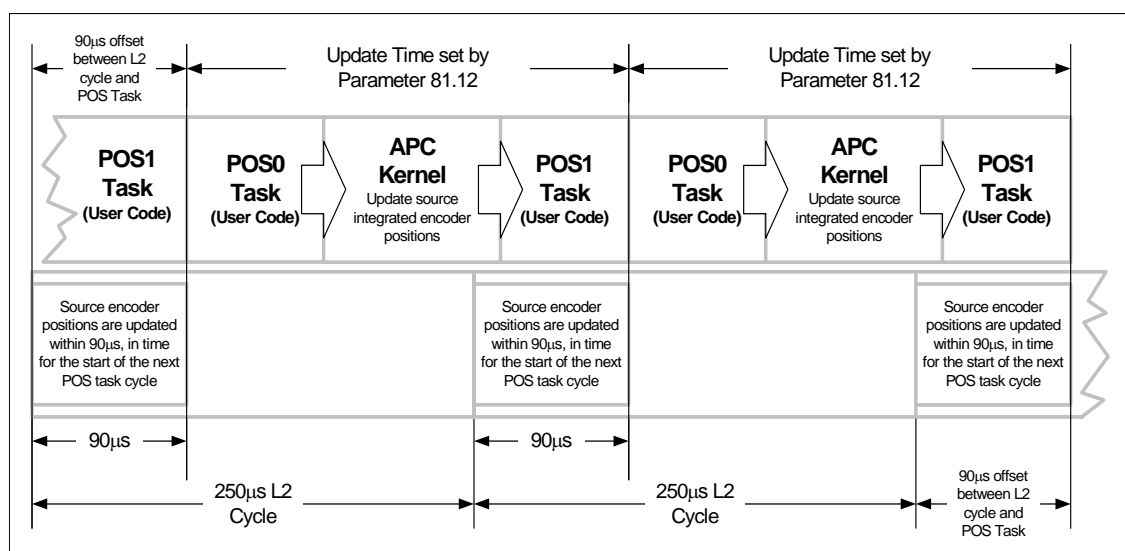 90μs offset
between L2
cycle and
POS Task
Update Time set by
Parameter 81.12
Update Time set by
Parameter 81.12
POS1
Task
(User Code)
POS0
Task
(User Code)
APC
Kernel
Update source
integrated encoder
positions
POS1
Task
(User Code)
POS0
Task
(User Code)
APC
Kernel
Update source
integrated encoder
positions
POS1
Task
(User Code)
Source encoder
positions are updated
within 90μs, in time
for the start of the next
POS task cycle
Source encoder
positions are updated
within 90μs, in time
for the start of the next
POS task cycle
Source encoder
positions are updated
within 90μs, in time
for the start of the next
POS task cycle
90μs
90μs
250μs L2
Cycle
250μs L2
Cycle
90μs offset
between L2
cycle and
POS Task